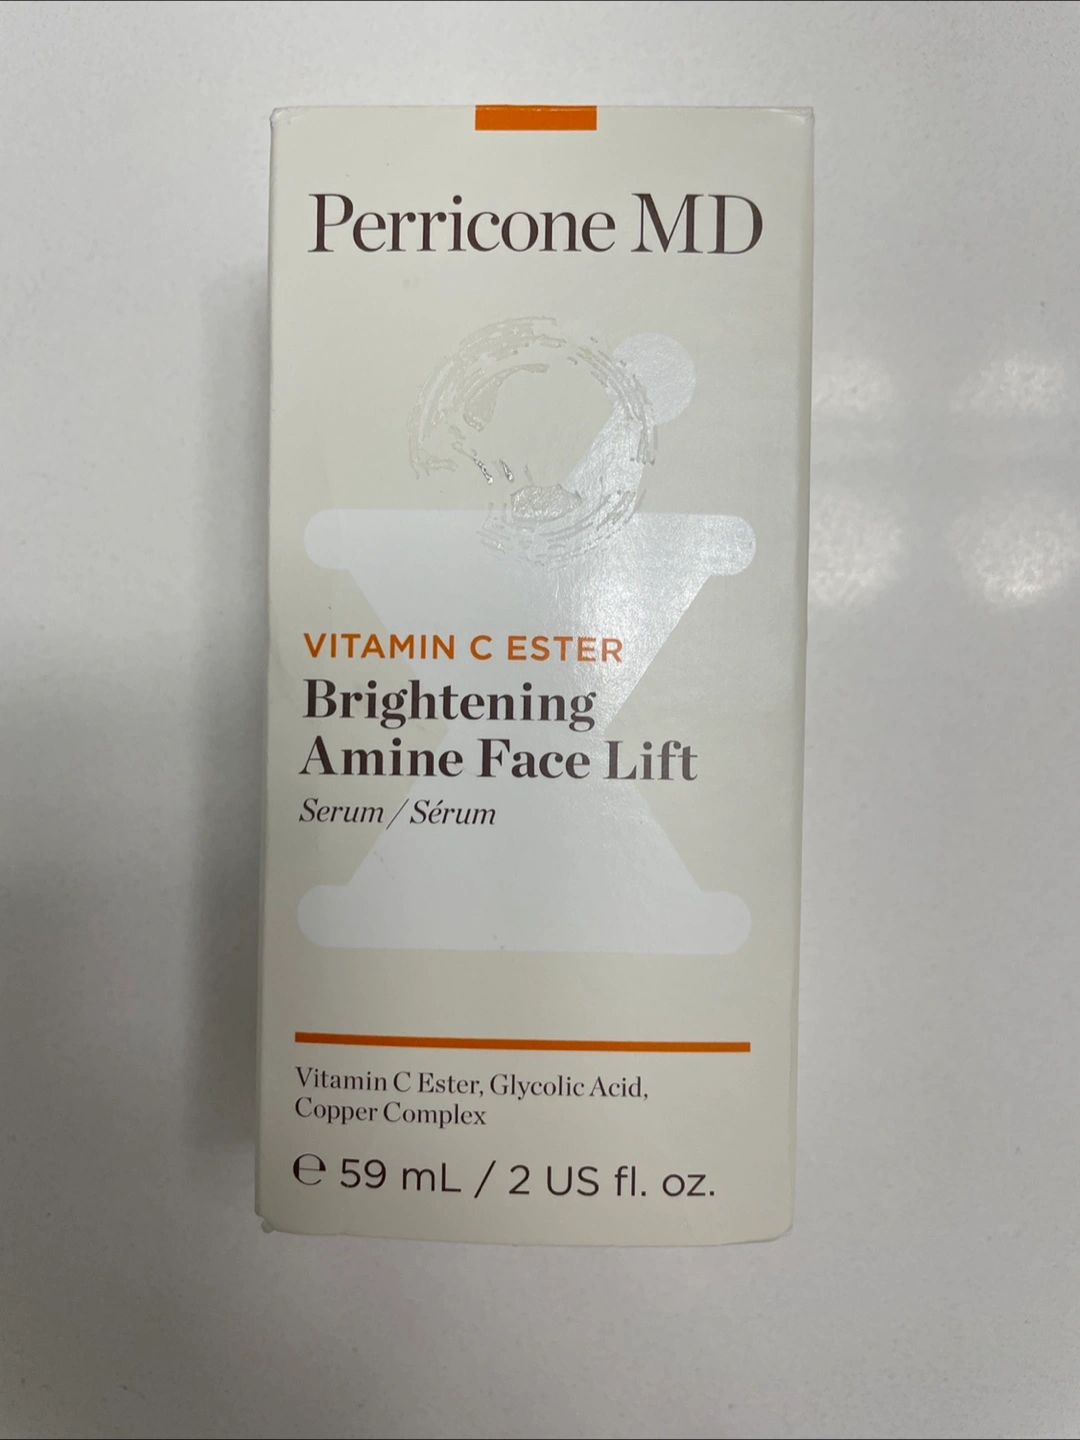 Perricone MD
VITAMIN C ESTER
Brightening
Amine Face Lift
Serum / Sérum
Vitamin C Ester, Glycolic Acid,
Copper Complex
℮ 59 mL / 2 US fl. oz.